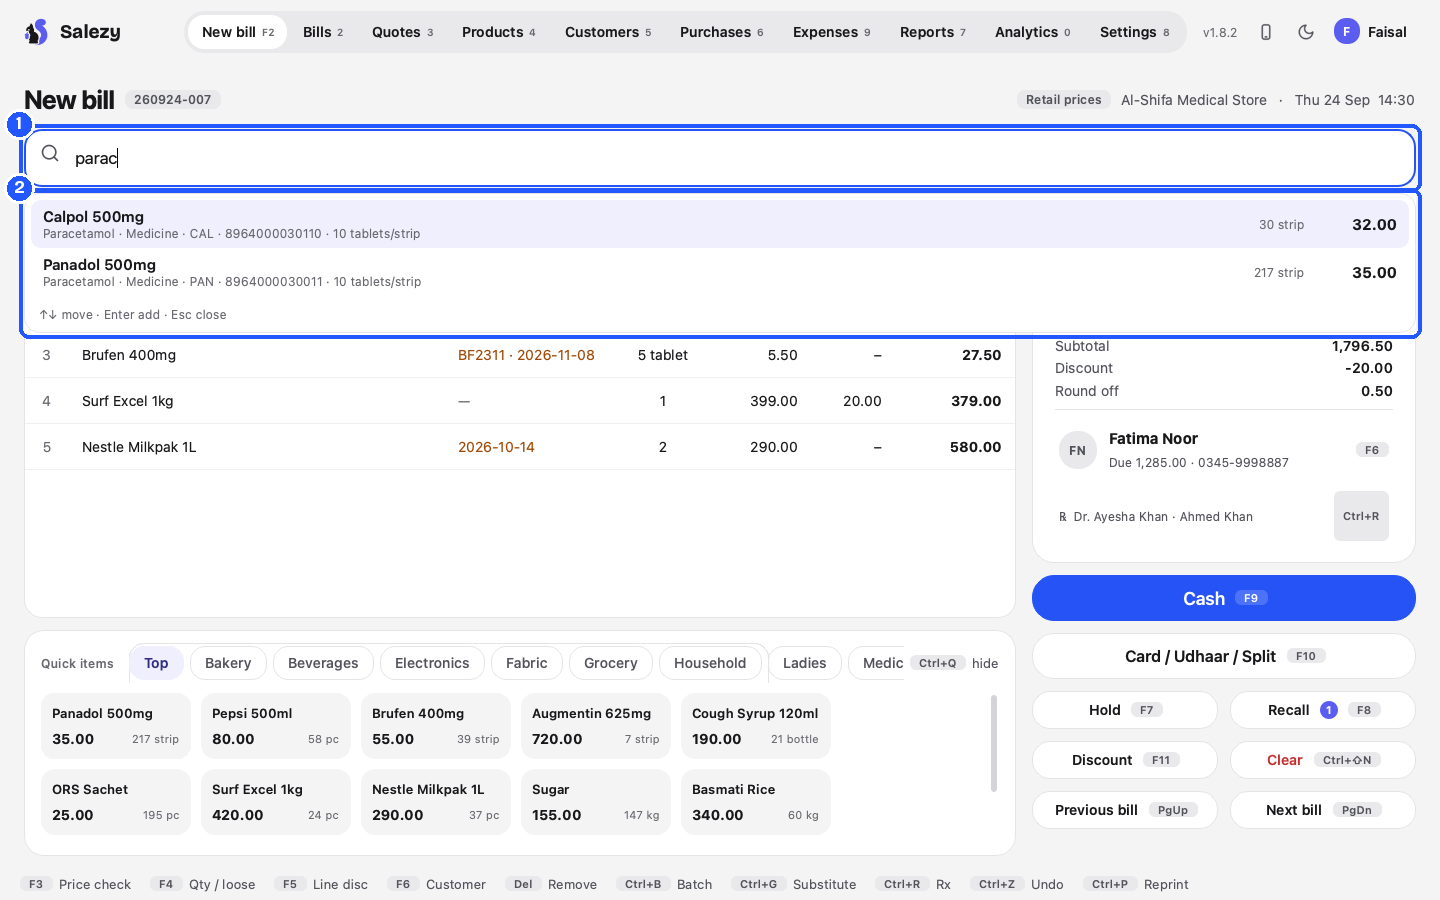 Salezy
New bill F2
Bills 2
Quotes 3
Products 4
Customers 5
Purchases 6
Expenses 9
Reports 7
Analytics 0
Settings 8
v1.8.2
F
Faisal
New bill 260924-007
Retail prices Al-Shifa Medical Store · Thu 24 Sep 14:30
1
parac
2
Calpol 500mg
Paracetamol · Medicine · CAL · 8964000030110 · 10 tablets/strip
30 strip 32.00
Panadol 500mg
Paracetamol · Medicine · PAN · 8964000030011 · 10 tablets/strip
217 strip 35.00
↑↓ move · Enter add · Esc close
3 Brufen 400mg BF2311 · 2026-11-08 5 tablet 5.50 – 27.50
4 Surf Excel 1kg — 1 399.00 20.00 379.00
5 Nestle Milkpak 1L 2026-10-14 2 290.00 – 580.00
Subtotal 1,796.50
Discount -20.00
Round off 0.50
FN
Fatima Noor
Due 1,285.00 · 0345-9998887
F6
℞ Dr. Ayesha Khan · Ahmed Khan
Ctrl+R
Cash F9
Card / Udhaar / Split F10
Hold F7
Recall 1 F8
Discount F11
Clear Ctrl+⇧N
Previous bill PgUp
Next bill PgDn
Quick items
Top
Bakery
Beverages
Electronics
Fabric
Grocery
Household
Ladies
Medic
Ctrl+Q hide
Panadol 500mg
35.00 217 strip
Pepsi 500ml
80.00 58 pc
Brufen 400mg
55.00 39 strip
Augmentin 625mg
720.00 7 strip
Cough Syrup 120ml
190.00 21 bottle
ORS Sachet
25.00 195 pc
Surf Excel 1kg
420.00 24 pc
Nestle Milkpak 1L
290.00 37 pc
Sugar
155.00 147 kg
Basmati Rice
340.00 60 kg
F3 Price check F4 Qty / loose F5 Line disc F6 Customer Del Remove Ctrl+B Batch Ctrl+G Substitute Ctrl+R Rx Ctrl+Z Undo Ctrl+P Reprint